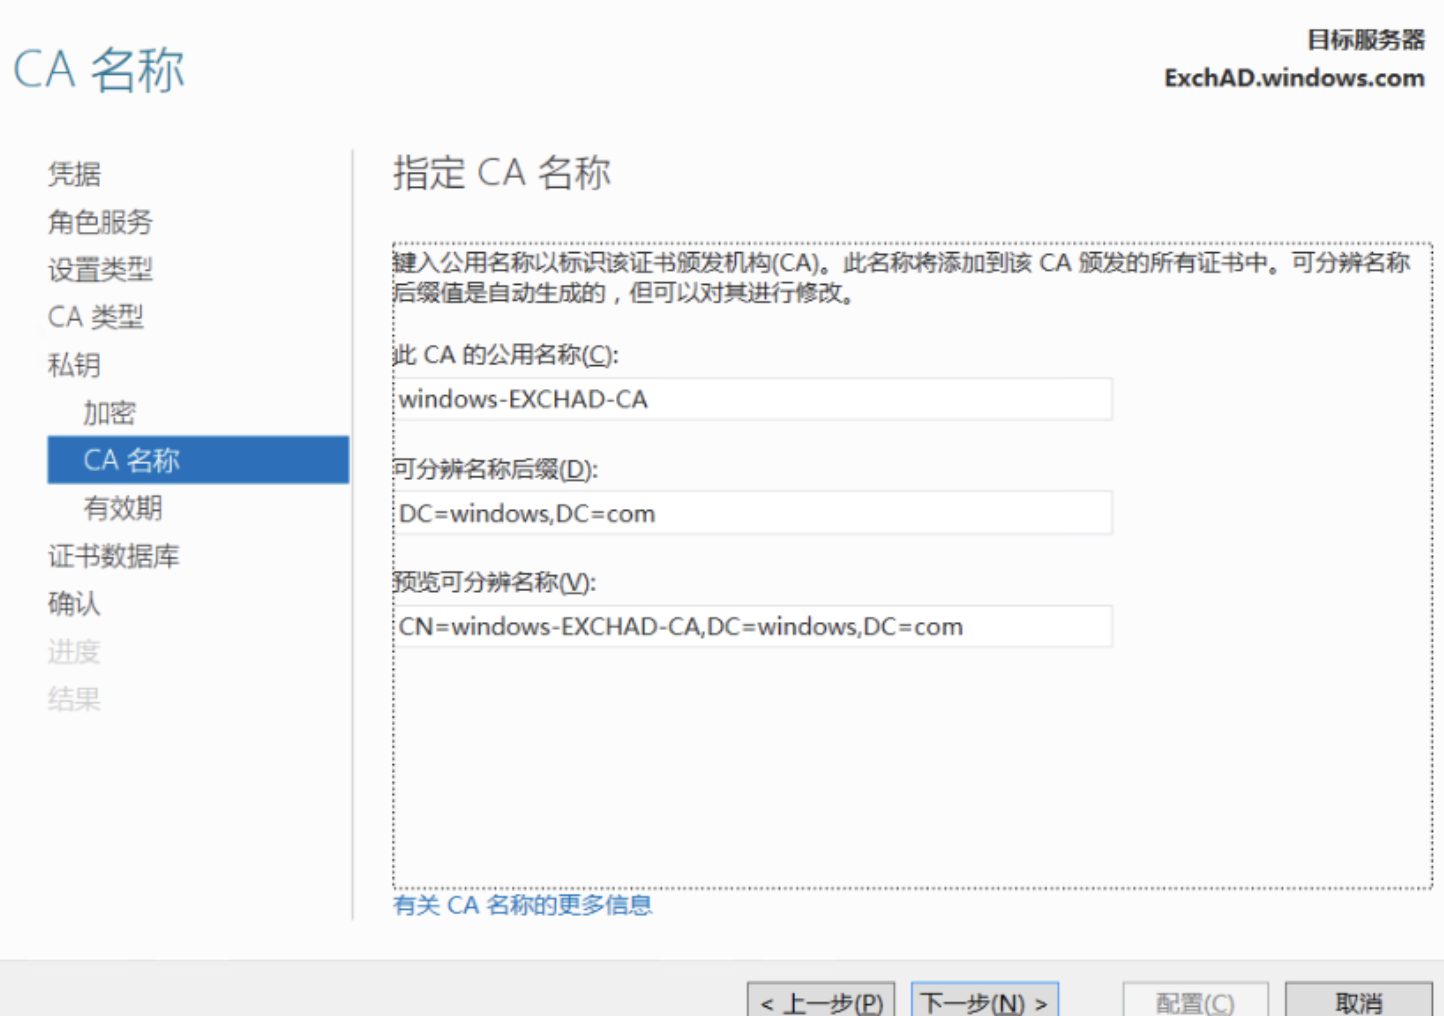 CA 名称
目标服务器
ExchAD.windows.com
凭据
角色服务
设置类型
CA 类型
私钥
加密
CA 名称
有效期
证书数据库
确认
进度
结果
指定 CA 名称
键入公用名称以标识该证书颁发机构(CA)。此名称将添加到该 CA 颁发的所有证书中。可分辨名称
后缀值是自动生成的，但可以对其进行修改。
此 CA 的公用名称(C):
windows-EXCHAD-CA
可分辨名称后缀(D):
DC=windows,DC=com
预览可分辨名称(V):
CN=windows-EXCHAD-CA,DC=windows,DC=com
有关 CA 名称的更多信息
< 上一步(P) 下一步(N) > 配置(C) 取消